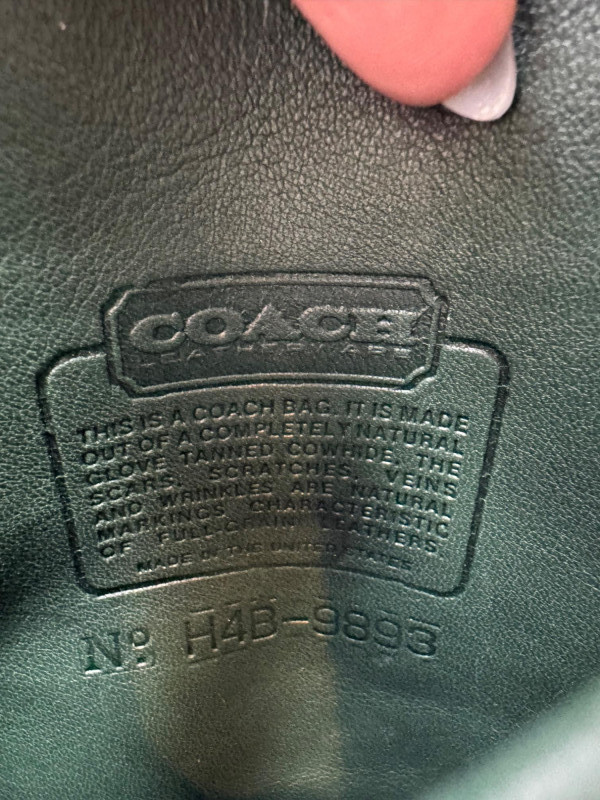 COACH
LEATHERWARE
THIS IS A COACH BAG. IT IS MADE
OUT OF A COMPLETELY NATURAL
GLOVE TANNED COWHIDE. THE
SCARS, SCRATCHES, VEINS
AND WRINKLES ARE NATURAL
MARKINGS CHARACTERISTIC
OF FULL GRAIN LEATHERS.
MADE IN THE UNITED STATES
No H4B-9893